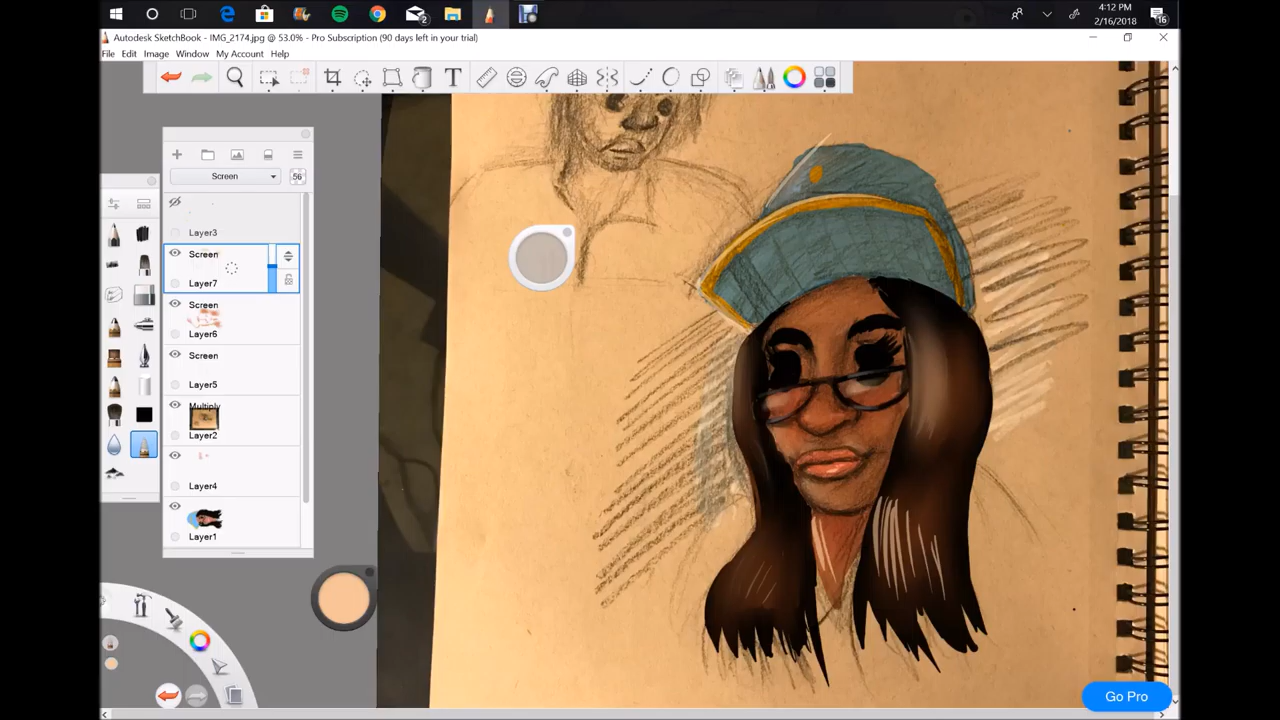 2
4:12 PM
2/16/2018
16
Autodesk SketchBook - IMG_2174.jpg @ 53.0% - Pro Subscription (90 days left in your trial)
File Edit Image Window My Account Help
T
Screen 56
Layer3
Screen
Layer7
Screen
Layer6
Screen
Layer5
Multiply
Layer2
Layer4
Layer1
Go Pro